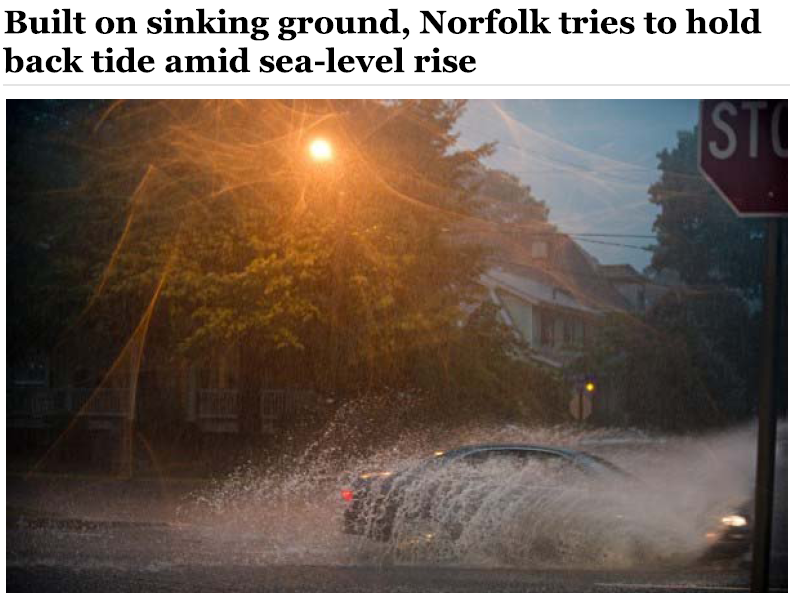 Built on sinking ground, Norfolk tries to hold
back tide amid sea-level rise
STO